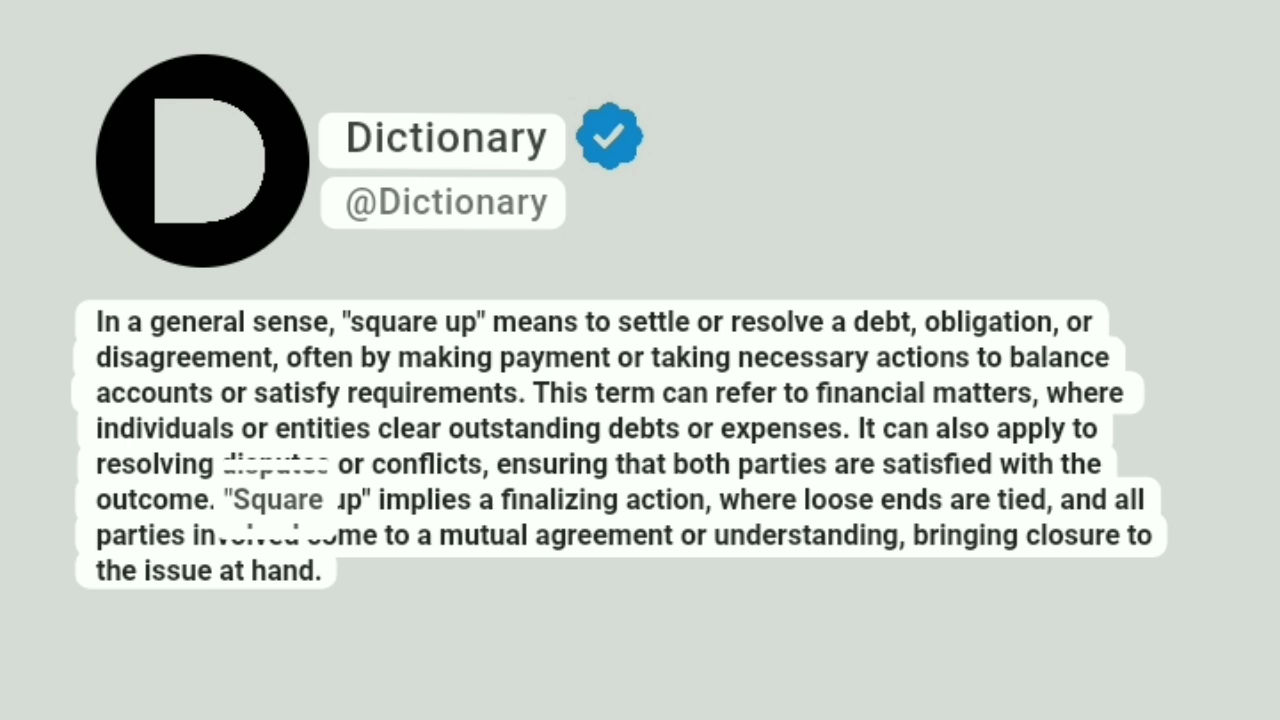 D
Dictionary
@Dictionary
In a general sense, "square up" means to settle or resolve a debt, obligation, or
disagreement, often by making payment or taking necessary actions to balance
accounts or satisfy requirements. This term can refer to financial matters, where
individuals or entities clear outstanding debts or expenses. It can also apply to
resolving disputes or conflicts, ensuring that both parties are satisfied with the
outcome. "Square up" implies a finalizing action, where loose ends are tied, and all
parties involved come to a mutual agreement or understanding, bringing closure to
the issue at hand.